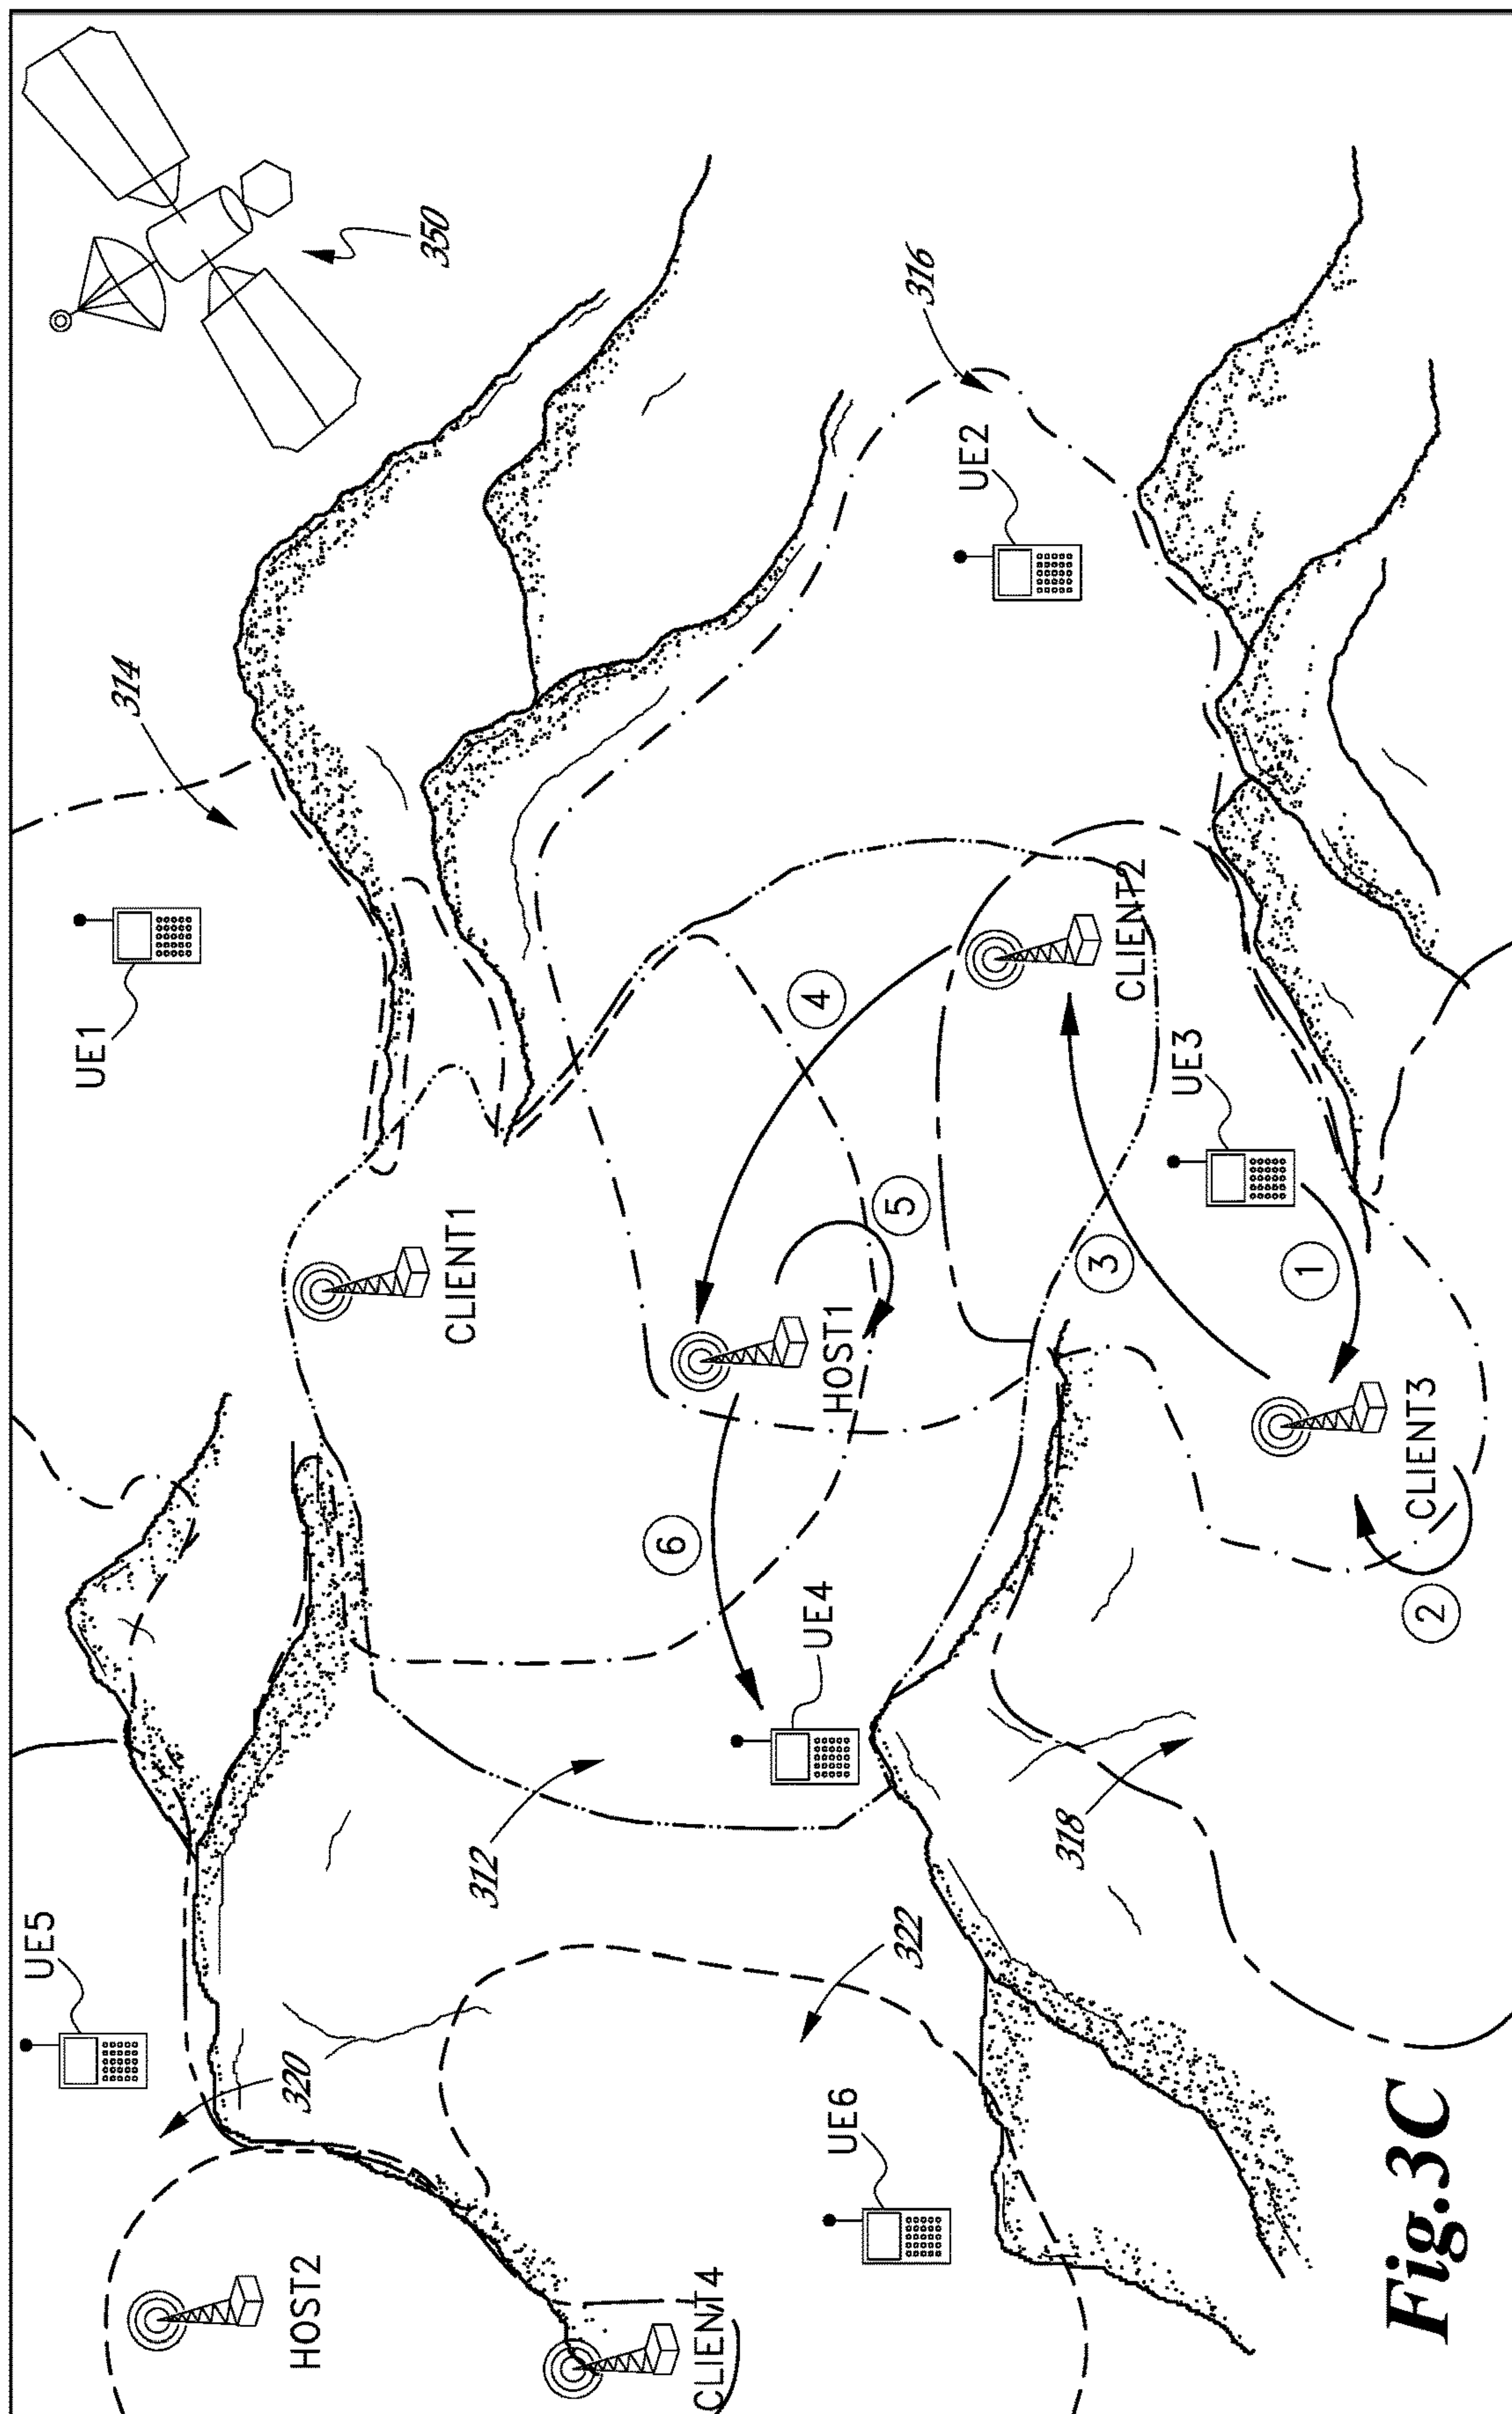 350
316
314
UE2
UE1
CLIENT2
4
UE3
5
CLIENT1
3
1
HOST1
CLIENT3
6
2
UE4
312
318
322
UE5
320
UE6
HOST2
CLIENT4
Fig.3C